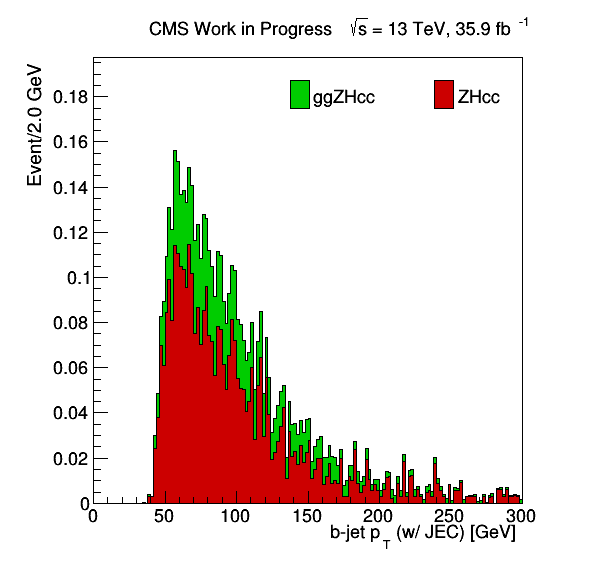 CMS Work in Progress √s = 13 TeV, 35.9 fb⁻¹
Event/2.0 GeV
ggZHcc ZHcc
0.18
0.16
0.14
0.12
0.1
0.08
0.06
0.04
0.02
0
0 50 100 150 200 250 300
b-jet p_T (w/ JEC) [GeV]